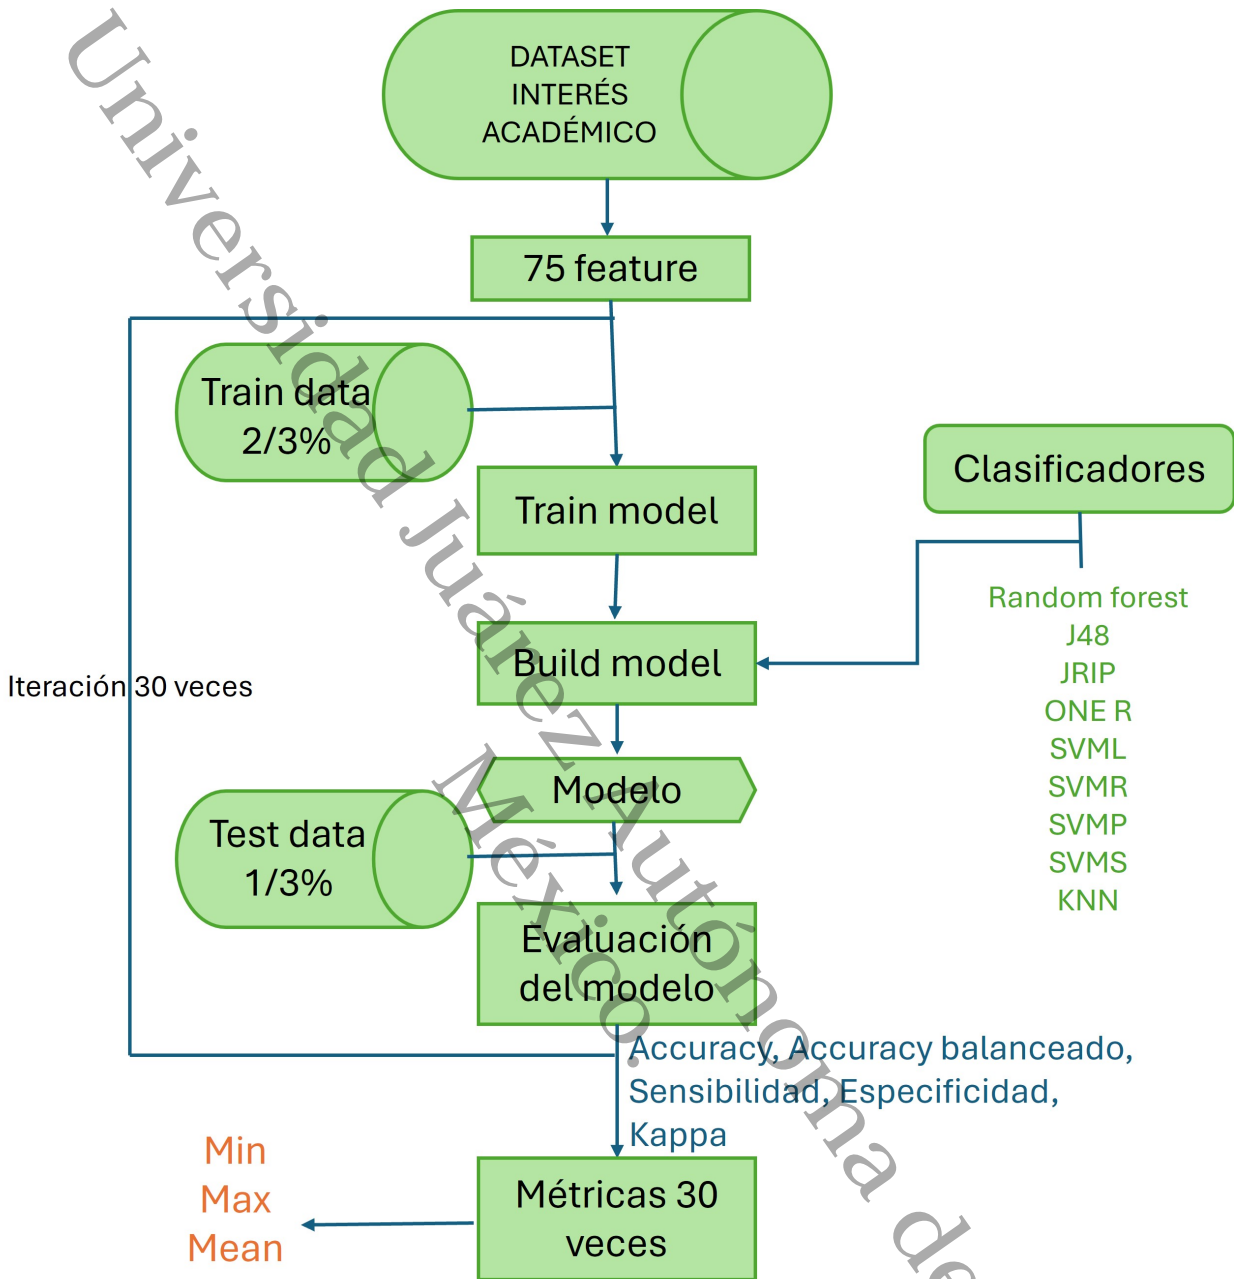 DATASET
INTERÉS
ACADÉMICO
75 feature
Train data
2/3%
Clasificadores
Train model
Random forest
J48
JRIP
ONE R
SVML
SVMR
SVMP
SVMS
KNN
Build model
Iteración 30 veces
Modelo
Test data
1/3%
Evaluación
del modelo
Accuracy, Accuracy balanceado,
Sensibilidad, Especificidad,
Kappa
Min
Max
Mean
Métricas 30
veces
Universidad Juárez Autónoma de
México.